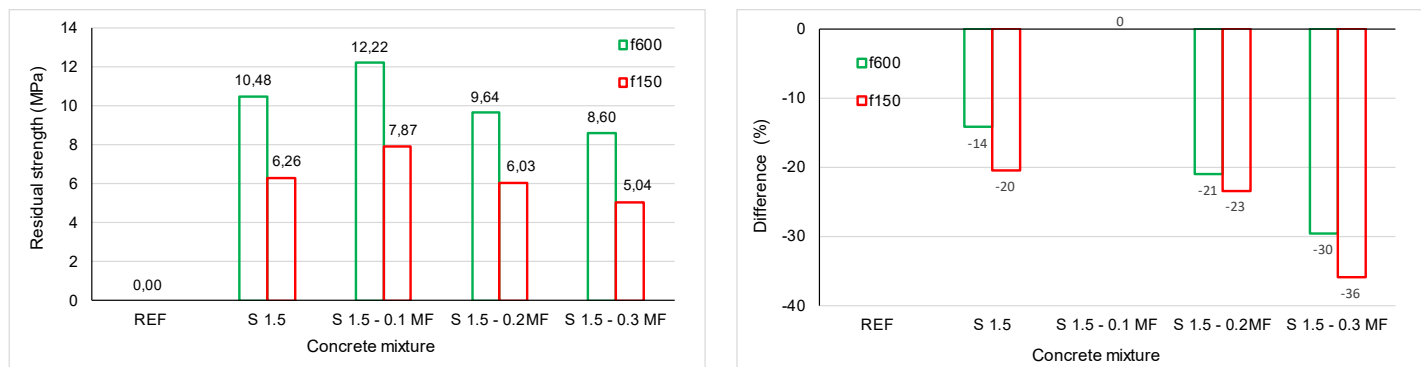 14
12
10
8
6
4
2
0
Residual strength (MPa)
f600
f150
0,00
10,48
6,26
12,22
7,87
9,64
6,03
8,60
5,04
REF
S 1.5
S 1.5 - 0.1 MF
S 1.5 - 0.2MF
S 1.5 - 0.3 MF
Concrete mixture
0
-10
-20
-30
-40
Difference (%)
f600
f150
-14
-20
0
-21
-23
-30
-36
REF
S 1.5
S 1.5 - 0.1 MF
S 1.5 - 0.2MF
S 1.5 - 0.3 MF
Concrete mixture